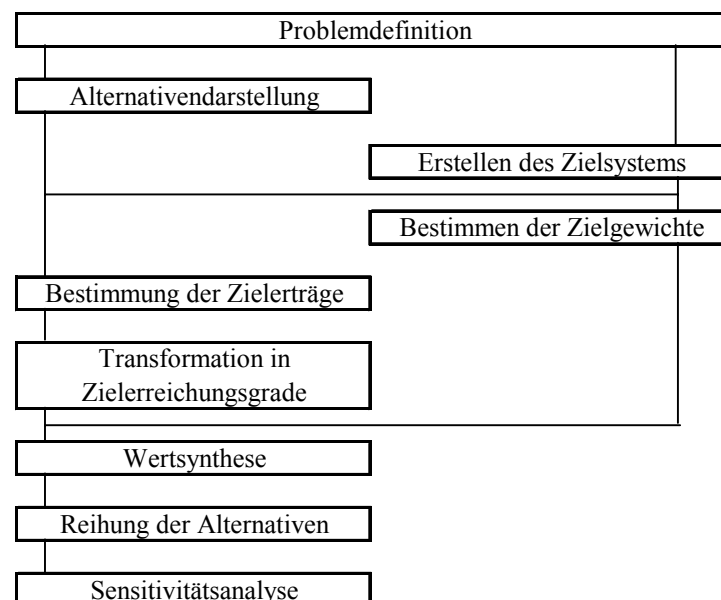 Problemdefinition
Alternativendarstellung
Erstellen des Zielsystems
Bestimmen der Zielgewichte
Bestimmung der Zielerträge
Transformation in
Zielerreichungsgrade
Wertsynthese
Reihung der Alternativen
Sensitivitätsanalyse